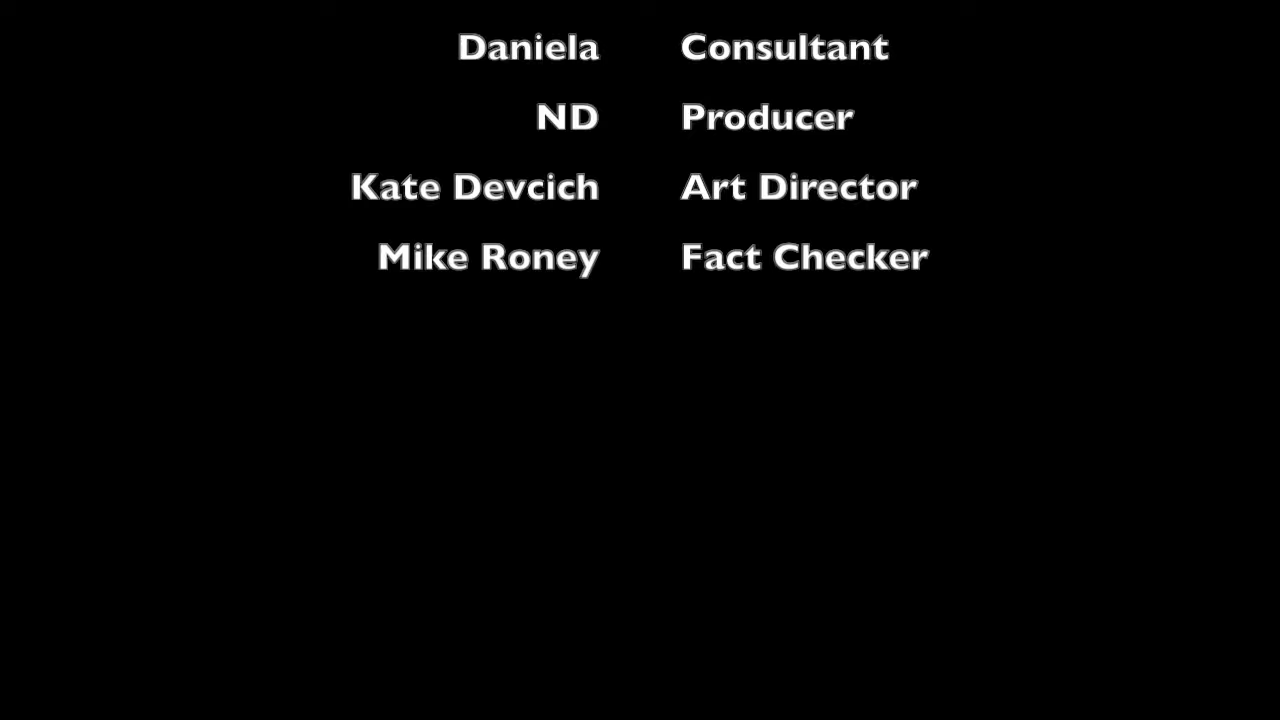 Daniela Consultant
ND Producer
Kate Devcich Art Director
Mike Roney Fact Checker